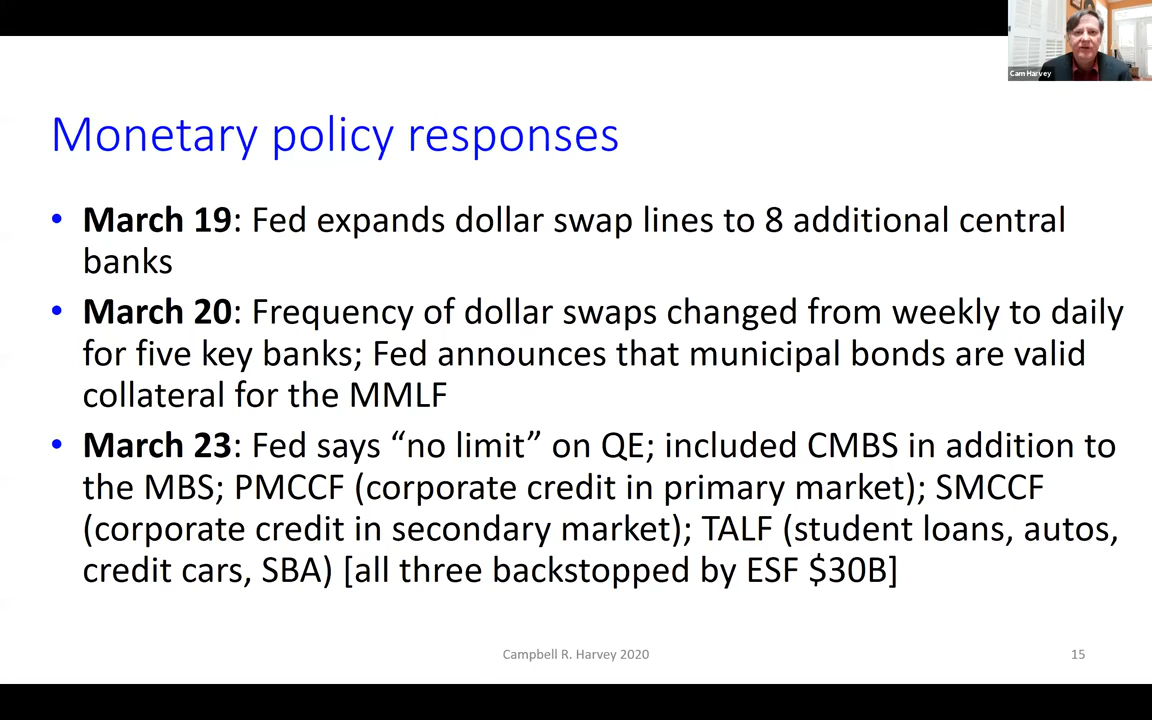 Cam Harvey
Monetary policy responses
• March 19: Fed expands dollar swap lines to 8 additional central
banks
• March 20: Frequency of dollar swaps changed from weekly to daily
for five key banks; Fed announces that municipal bonds are valid
collateral for the MMLF
• March 23: Fed says “no limit” on QE; included CMBS in addition to
the MBS; PMCCF (corporate credit in primary market); SMCCF
(corporate credit in secondary market); TALF (student loans, autos,
credit cars, SBA) [all three backstopped by ESF $30B]
Campbell R. Harvey 2020
15